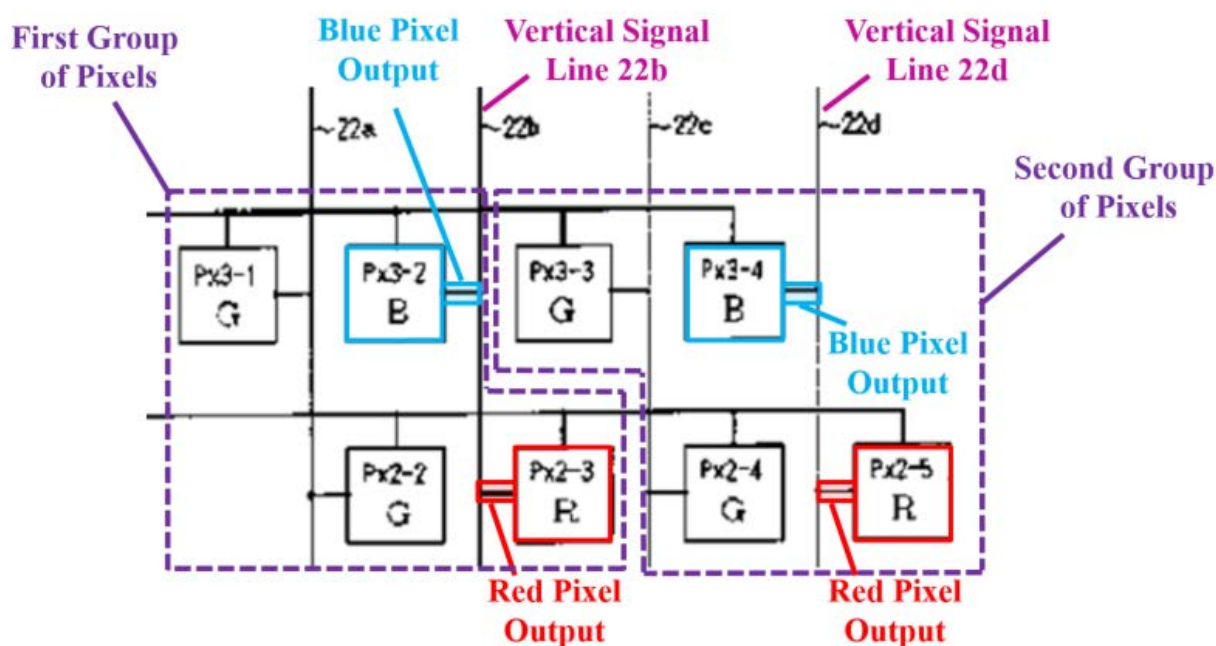 First Group
of Pixels
Blue Pixel
Output
Vertical Signal
Line 22b
Vertical Signal
Line 22d
22a
22b
22c
22d
Second Group
of Pixels
Px3-1
G
Px3-2
B
Px3-3
G
Px3-4
B
Blue Pixel
Output
Px2-2
G
Px2-3
R
Px2-4
G
Px2-5
R
Red Pixel
Output
Red Pixel
Output